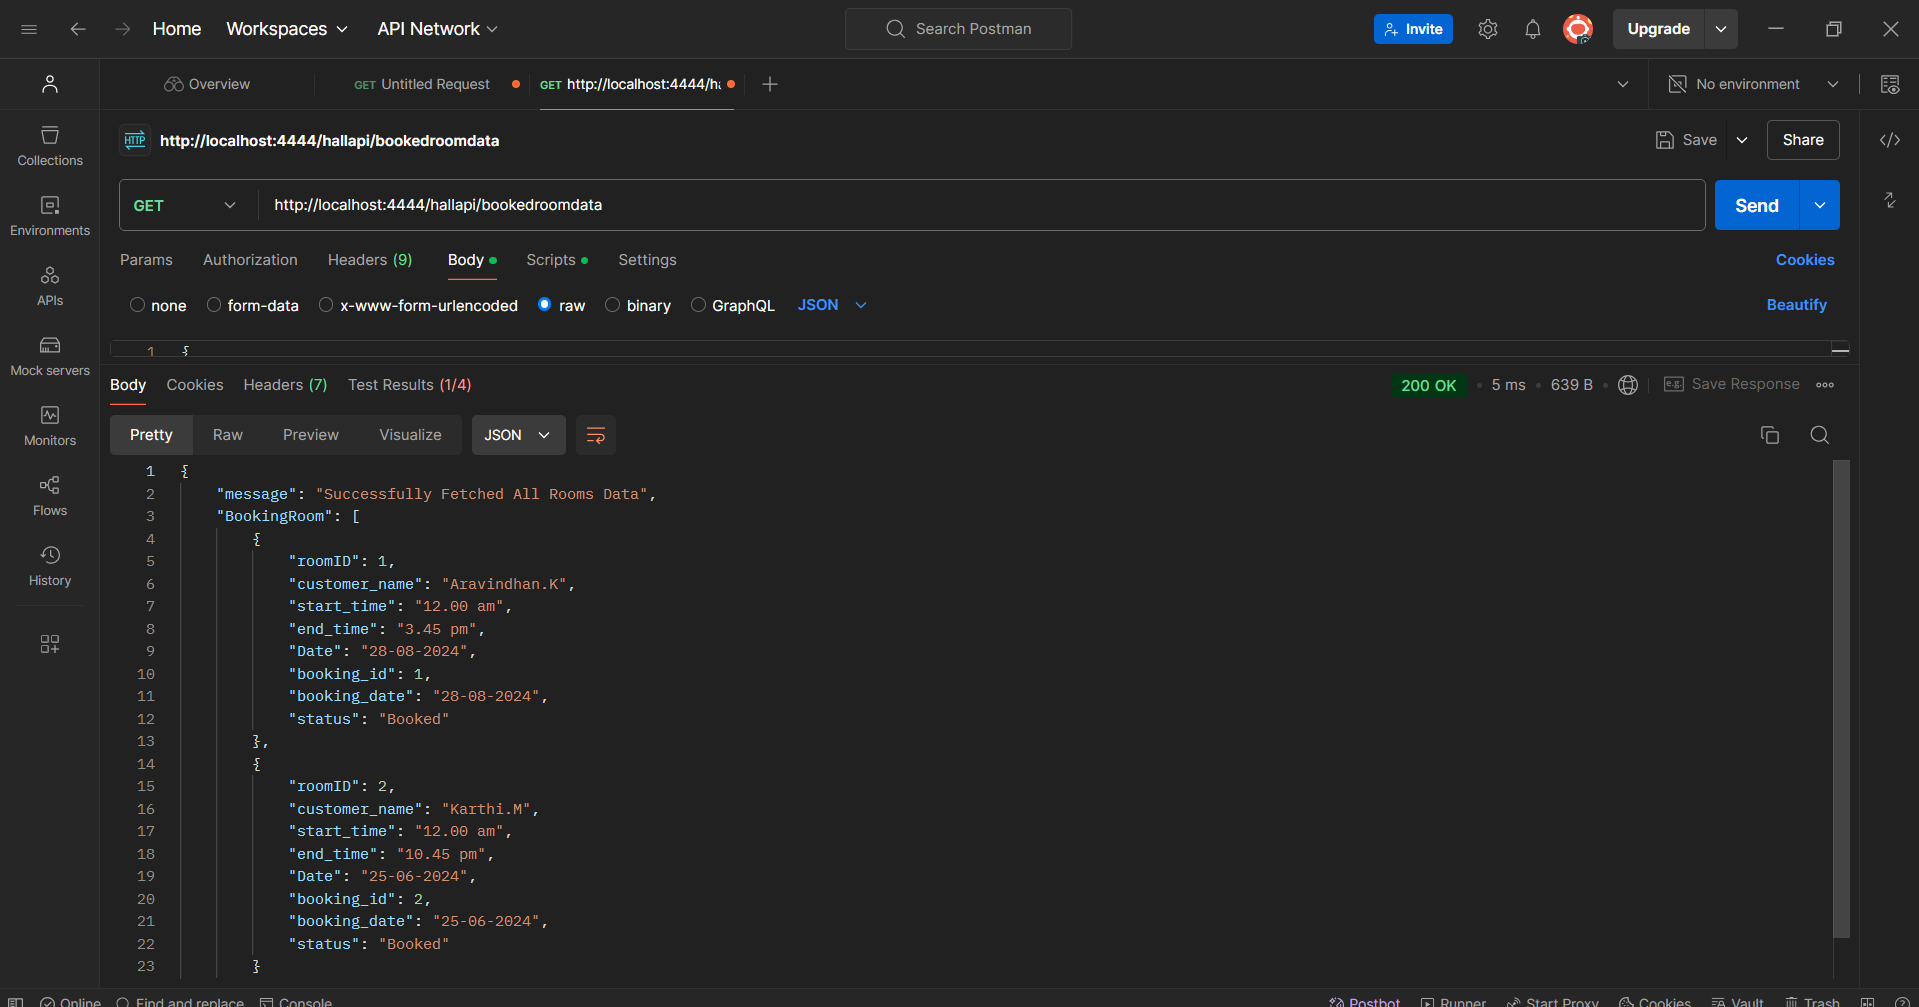 Home Workspaces API Network Search Postman Invite Upgrade
Overview GET Untitled Request GET http://localhost:4444/ha No environment
HTTP http://localhost:4444/hallapi/bookedroomdata Save Share
GET http://localhost:4444/hallapi/bookedroomdata Send
Params Authorization Headers (9) Body Scripts Settings Cookies
none form-data x-www-form-urlencoded raw binary GraphQL JSON Beautify
1 {
Body Cookies Headers (7) Test Results (1/4) 200 OK 5 ms 639 B e.g. Save Response
Pretty Raw Preview Visualize JSON
1 {
2 "message": "Successfully Fetched All Rooms Data",
3 "BookingRoom": [
4 {
5 "roomID": 1,
6 "customer_name": "Aravindhan.K",
7 "start_time": "12.00 am",
8 "end_time": "3.45 pm",
9 "Date": "28-08-2024",
10 "booking_id": 1,
11 "booking_date": "28-08-2024",
12 "status": "Booked"
13 },
14 {
15 "roomID": 2,
16 "customer_name": "Karthi.M",
17 "start_time": "12.00 am",
18 "end_time": "10.45 pm",
19 "Date": "25-06-2024",
20 "booking_id": 2,
21 "booking_date": "25-06-2024",
22 "status": "Booked"
23 }
Collections
Environments
APIs
Mock servers
Monitors
Flows
History
Online Find and replace Console Postbot Runner Start Proxy Cookies Vault Trash